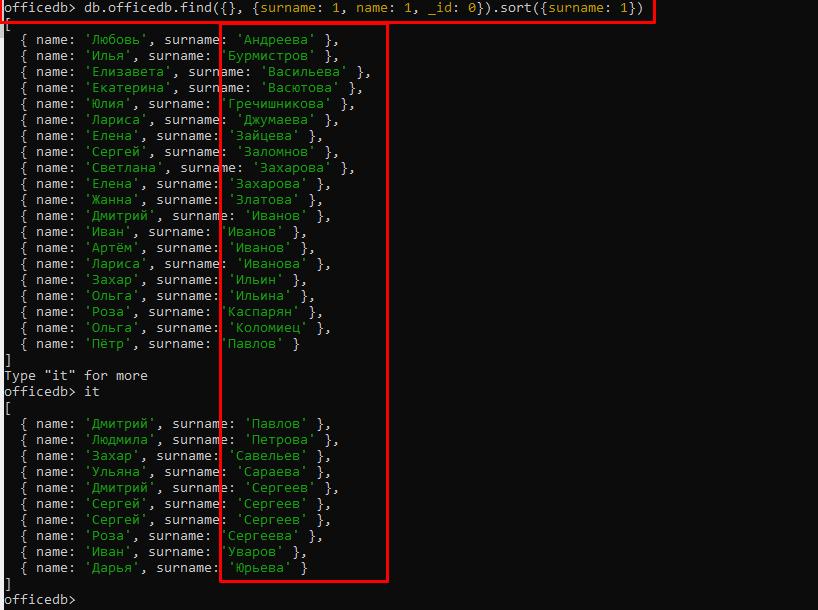 officedb> db.officedb.find({}, {surname: 1, name: 1, _id: 0}).sort({surname: 1})
[
  { name: 'Любовь', surname: 'Андреева' },
  { name: 'Илья', surname: 'Бурмистров' },
  { name: 'Елизавета', surname: 'Васильева' },
  { name: 'Екатерина', surname: 'Васютова' },
  { name: 'Юлия', surname: 'Гречишникова' },
  { name: 'Лариса', surname: 'Джумаева' },
  { name: 'Елена', surname: 'Зайцева' },
  { name: 'Сергей', surname: 'Заломнов' },
  { name: 'Светлана', surname: 'Захарова' },
  { name: 'Елена', surname: 'Захарова' },
  { name: 'Жанна', surname: 'Златова' },
  { name: 'Дмитрий', surname: 'Иванов' },
  { name: 'Иван', surname: 'Иванов' },
  { name: 'Артём', surname: 'Иванов' },
  { name: 'Лариса', surname: 'Иванова' },
  { name: 'Захар', surname: 'Ильин' },
  { name: 'Ольга', surname: 'Ильина' },
  { name: 'Роза', surname: 'Каспарян' },
  { name: 'Ольга', surname: 'Коломиец' },
  { name: 'Пётр', surname: 'Павлов' }
]
Type "it" for more
officedb> it
[
  { name: 'Дмитрий', surname: 'Павлов' },
  { name: 'Людмила', surname: 'Петрова' },
  { name: 'Захар', surname: 'Савельев' },
  { name: 'Ульяна', surname: 'Сараева' },
  { name: 'Дмитрий', surname: 'Сергеев' },
  { name: 'Сергей', surname: 'Сергеев' },
  { name: 'Сергей', surname: 'Сергеев' },
  { name: 'Роза', surname: 'Сергеева' },
  { name: 'Иван', surname: 'Уваров' },
  { name: 'Дарья', surname: 'Юрьева' }
]
officedb>